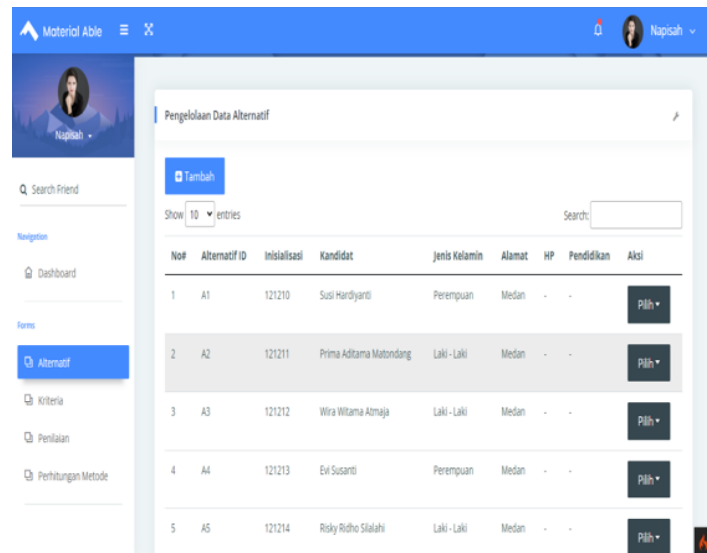 Material Able
Napisah
Napisah
Search Friend
Navigation
Dashboard
Forms
Alternatif
Kriteria
Penilaian
Perhitungan Metode
Pengelolaan Data Alternatif
Tambah
Show 10 entries
Search:
No# Alternatif ID Inisialisasi Kandidat Jenis Kelamin Alamat HP Pendidikan Aksi
1 A1 121210 Susi Hardiyanti Perempuan Medan - - Pilih
2 A2 121211 Prima Aditama Matondang Laki - Laki Medan - - Pilih
3 A3 121212 Wira Witama Atmaja Laki - Laki Medan - - Pilih
4 A4 121213 Evi Susanti Perempuan Medan - - Pilih
5 A5 121214 Risky Ridho Silalahi Laki - Laki Medan - - Pilih